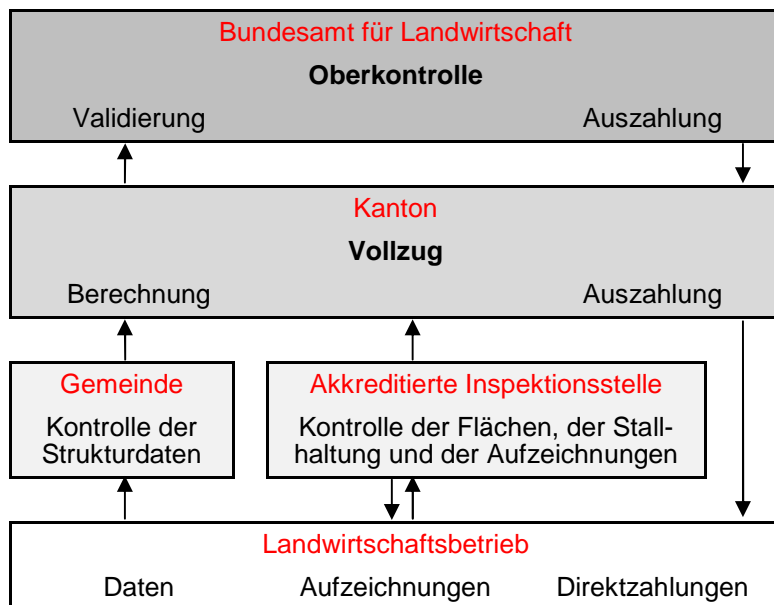 Bundesamt für Landwirtschaft
Oberkontrolle
Validierung Auszahlung
Kanton
Vollzug
Berechnung Auszahlung
Gemeinde
Kontrolle der
Strukturdaten
Akkreditierte Inspektionsstelle
Kontrolle der Flächen, der Stall-
haltung und der Aufzeichnungen
Landwirtschaftsbetrieb
Daten Aufzeichnungen Direktzahlungen